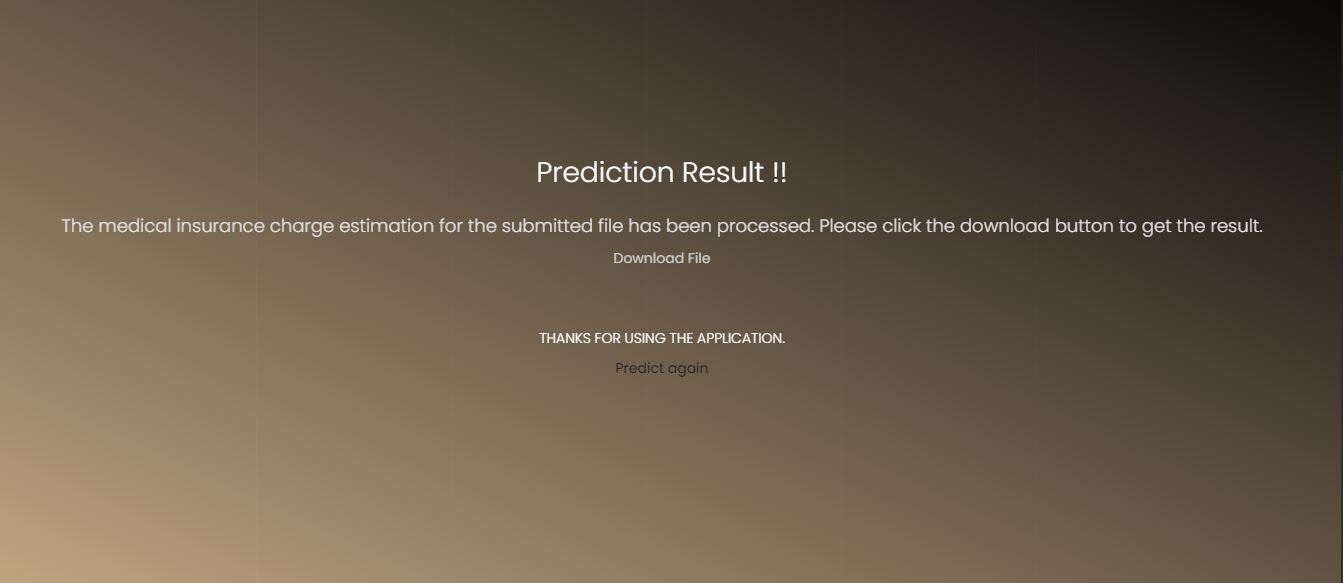 Prediction Result !!
The medical insurance charge estimation for the submitted file has been processed. Please click the download button to get the result.
Download File
THANKS FOR USING THE APPLICATION.
Predict again